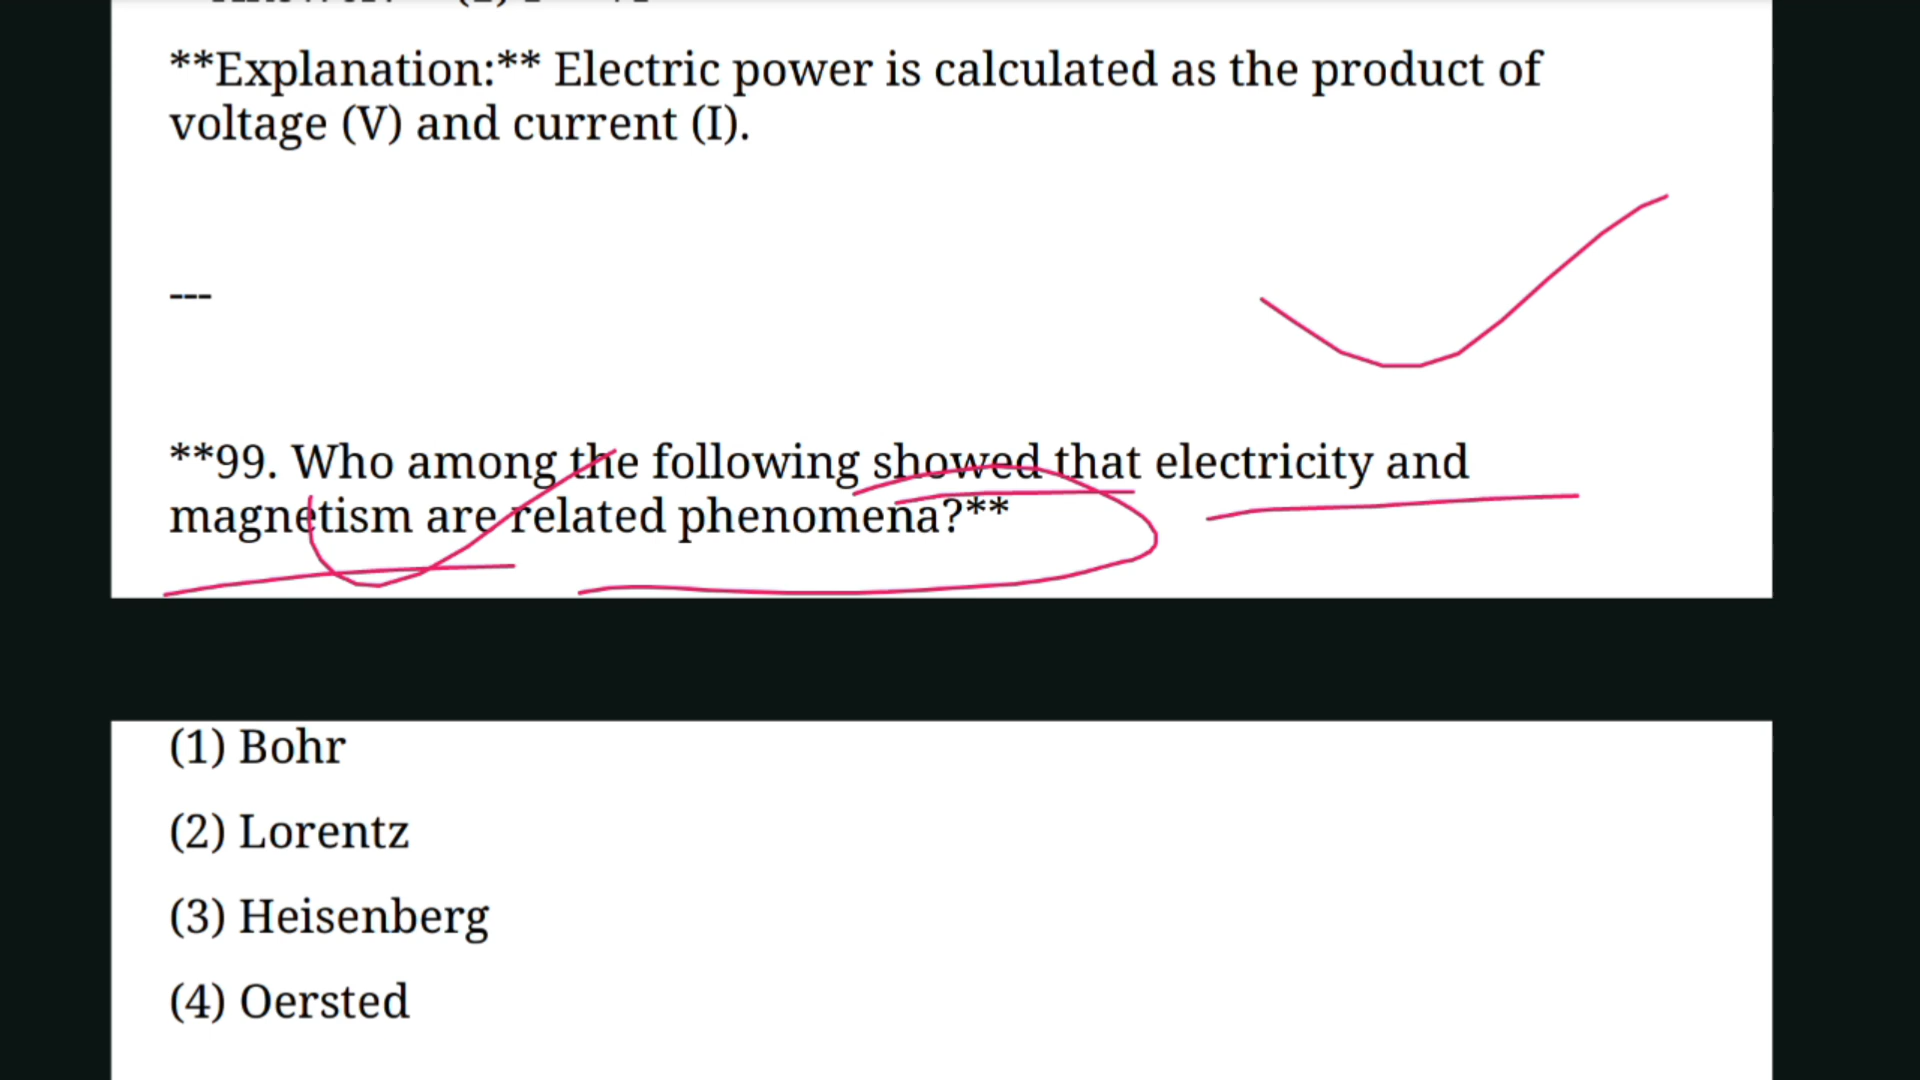 **Explanation:** Electric power is calculated as the product of
voltage (V) and current (I).
---
**99. Who among the following showed that electricity and
magnetism are related phenomena?**
(1) Bohr
(2) Lorentz
(3) Heisenberg
(4) Oersted